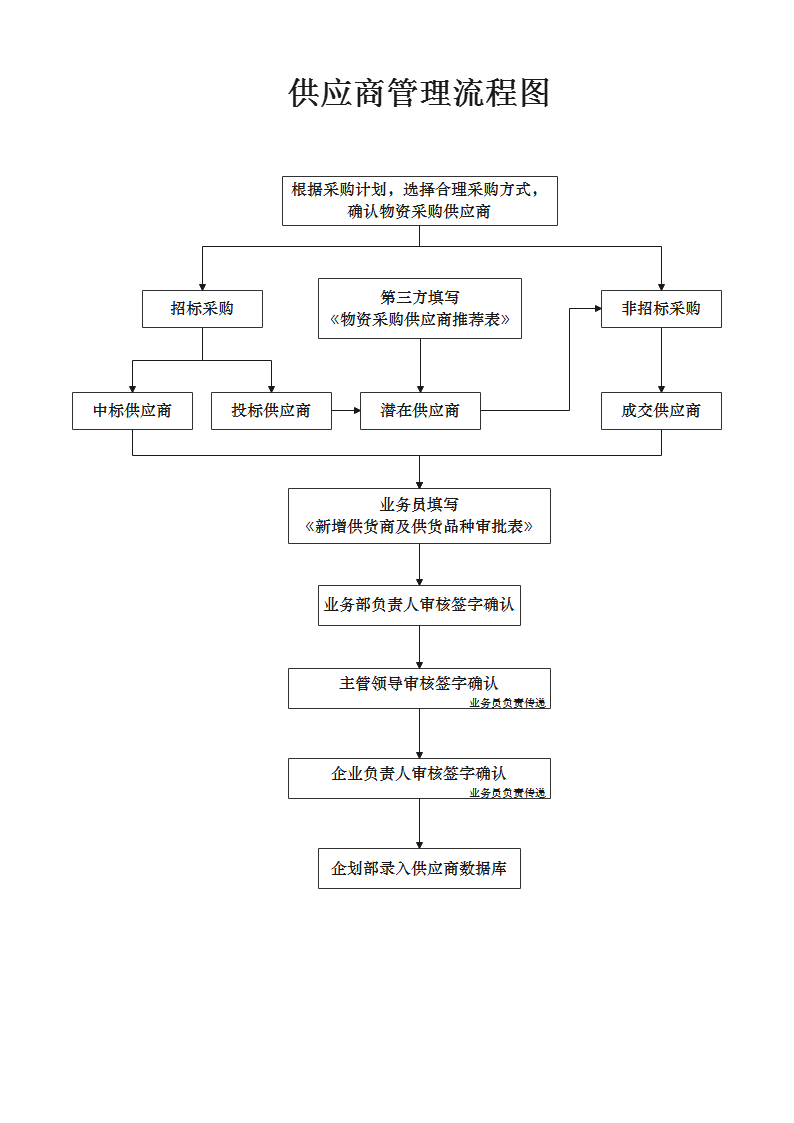 供应商管理流程图
根据采购计划，选择合理采购方式，
确认物资采购供应商
招标采购
第三方填写
《物资采购供应商推荐表》
非招标采购
中标供应商
投标供应商
潜在供应商
成交供应商
业务员填写
《新增供货商及供货品种审批表》
业务部负责人审核签字确认
主管领导审核签字确认
业务员负责传递
企业负责人审核签字确认
业务员负责传递
企划部录入供应商数据库